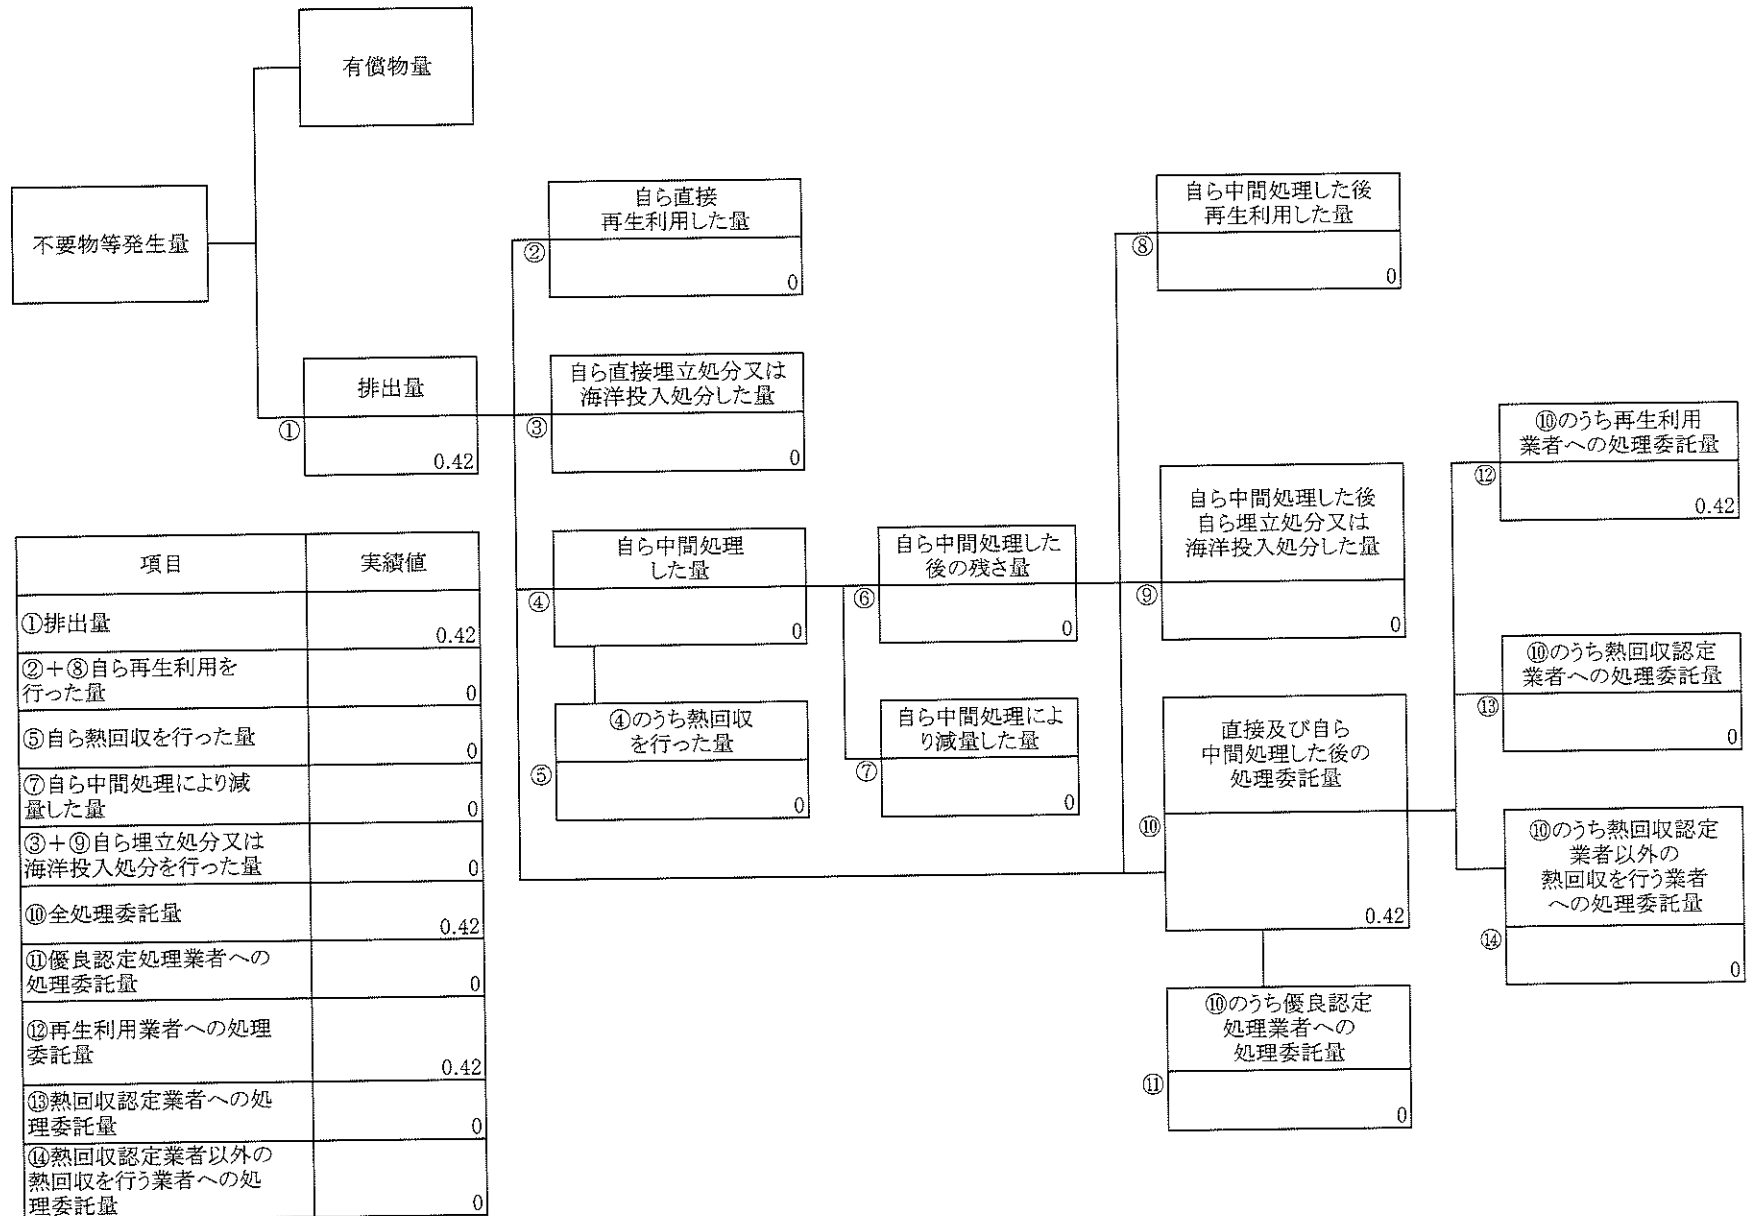 有償物量
不要物等発生量
排出量
①
0.42
自ら直接
再生利用した量
②
0
自ら直接埋立処分又は
海洋投入処分した量
③
0
自ら中間処理
した量
④
0
④のうち熱回収
を行った量
⑤
0
自ら中間処理した
後の残さ量
⑥
0
自ら中間処理によ
り減量した量
⑦
0
自ら中間処理した後
再生利用した量
⑧
0
自ら中間処理した後
自ら埋立処分又は
海洋投入処分した量
⑨
0
直接及び自ら
中間処理した後の
処理委託量
⑩
0.42
⑩のうち優良認定
処理業者への
処理委託量
⑪
0
⑩のうち再生利用
業者への処理委託量
⑫
0.42
⑩のうち熱回収認定
業者への処理委託量
⑬
0
⑩のうち熱回収認定
業者以外の
熱回収を行う業者
への処理委託量
⑭
0
項目 実績値
①排出量 0.42
②+⑧自ら再生利用を
行った量 0
⑤自ら熱回収を行った量 0
⑦自ら中間処理により減
量した量 0
③+⑨自ら埋立処分又は
海洋投入処分を行った量 0
⑩全処理委託量 0.42
⑪優良認定処理業者への
処理委託量 0
⑫再生利用業者への処理
委託量 0.42
⑬熱回収認定業者への処
理委託量 0
⑭熱回収認定業者以外の
熱回収を行う業者への処
理委託量 0